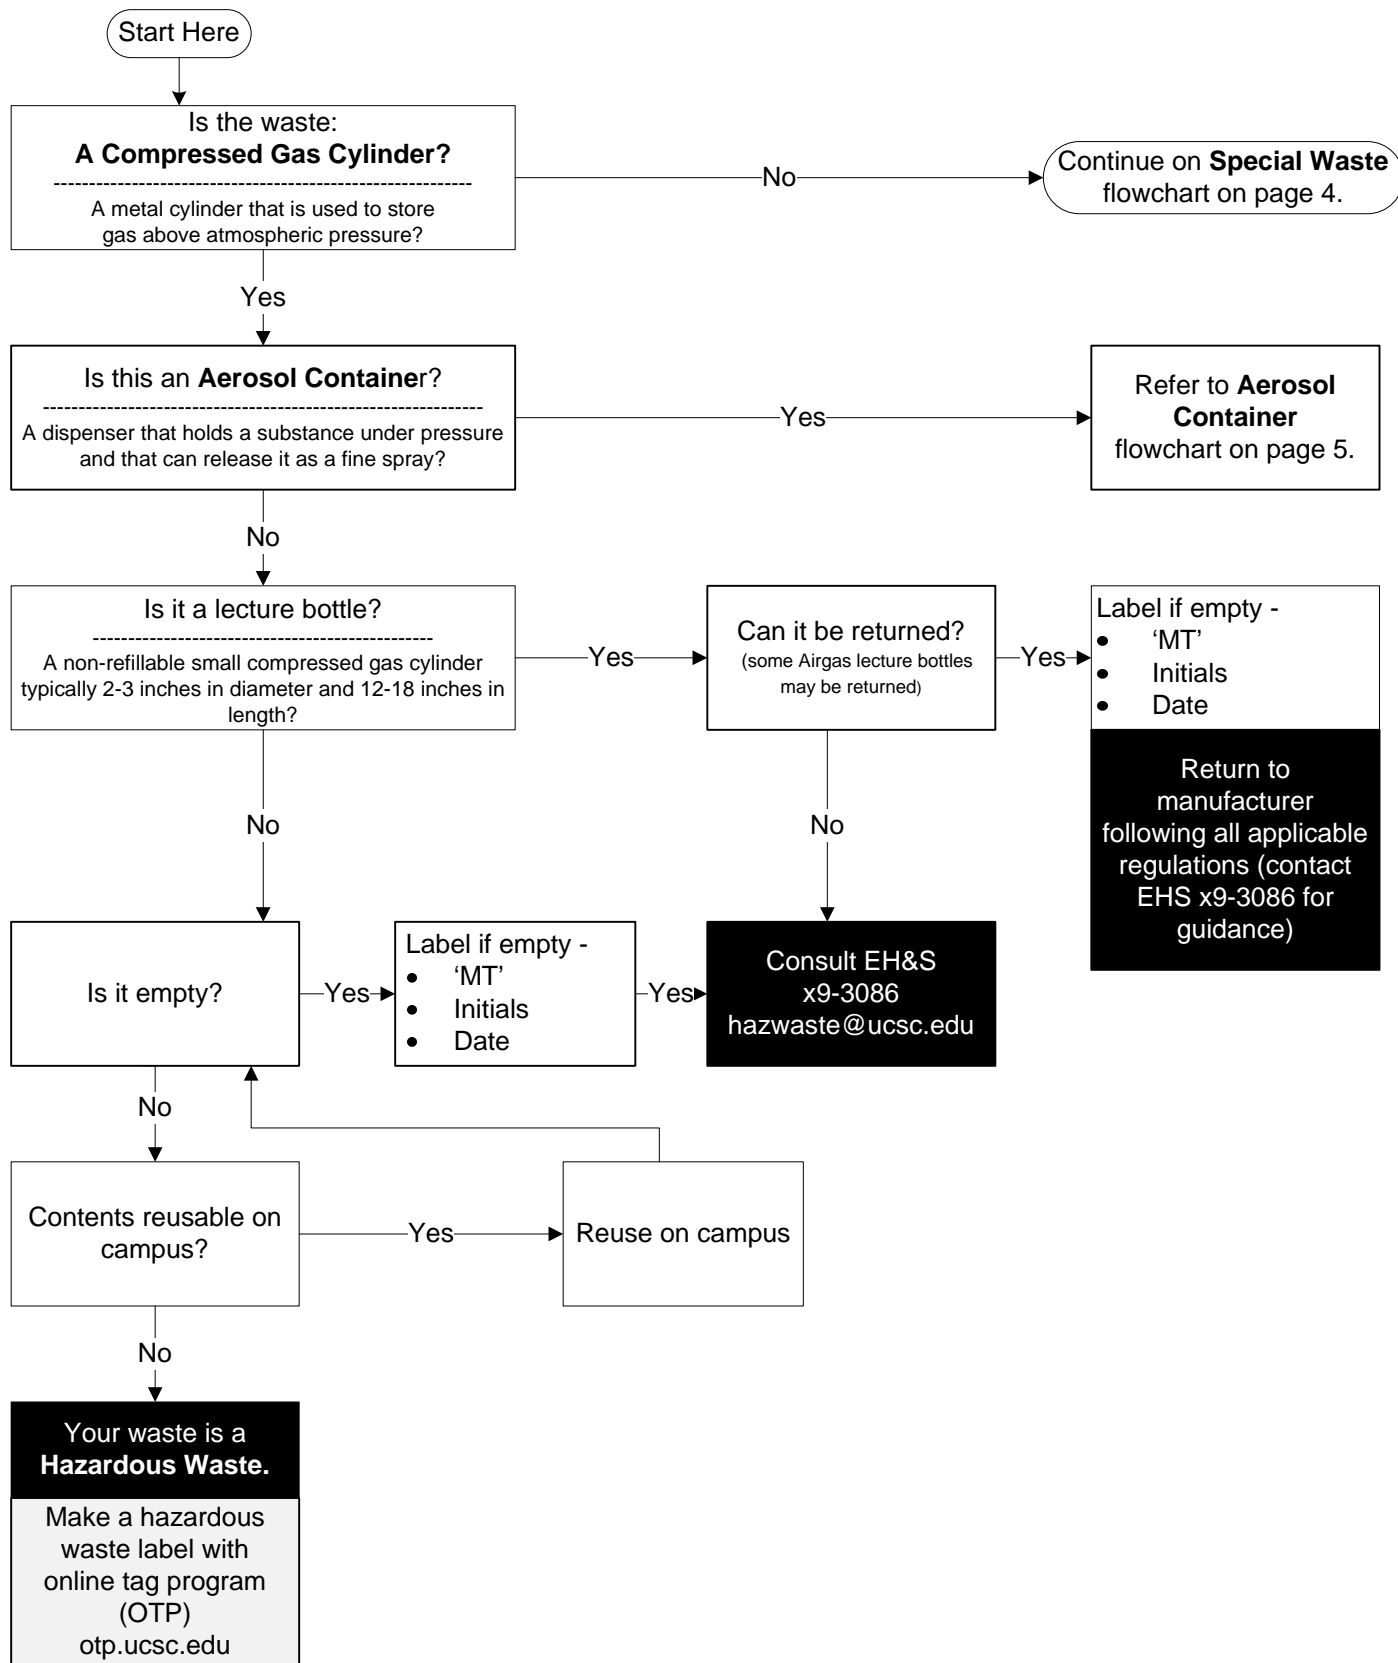 Start Here
Is the waste:
A Compressed Gas Cylinder?
-----------------------------------------------------------
A metal cylinder that is used to store
gas above atmospheric pressure?
No
Continue on Special Waste
flowchart on page 4.
Yes
Is this an Aerosol Container?
--------------------------------------------------------------
A dispenser that holds a substance under pressure
and that can release it as a fine spray?
Yes
Refer to Aerosol
Container
flowchart on page 5.
No
Is it a lecture bottle?
------------------------------------------------
A non-refillable small compressed gas cylinder
typically 2-3 inches in diameter and 12-18 inches in
length?
Yes
Can it be returned?
(some Airgas lecture bottles
may be returned)
Yes
Label if empty -
• ‘MT’
• Initials
• Date
Return to
manufacturer
following all applicable
regulations (contact
EHS x9-3086 for
guidance)
No
No
Is it empty?
Yes
Label if empty -
• ‘MT’
• Initials
• Date
Yes
Consult EH&S
x9-3086
hazwaste@ucsc.edu
No
Contents reusable on
campus?
Yes
Reuse on campus
No
Your waste is a
Hazardous Waste.
Make a hazardous
waste label with
online tag program
(OTP)
otp.ucsc.edu